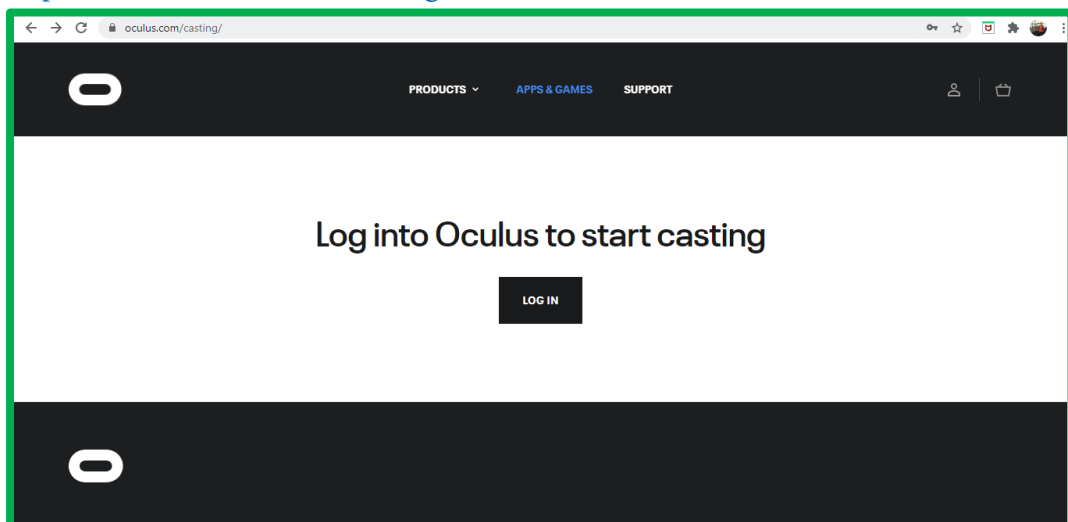 oculus.com/casting/
PRODUCTS APPS & GAMES SUPPORT
Log into Oculus to start casting
LOG IN